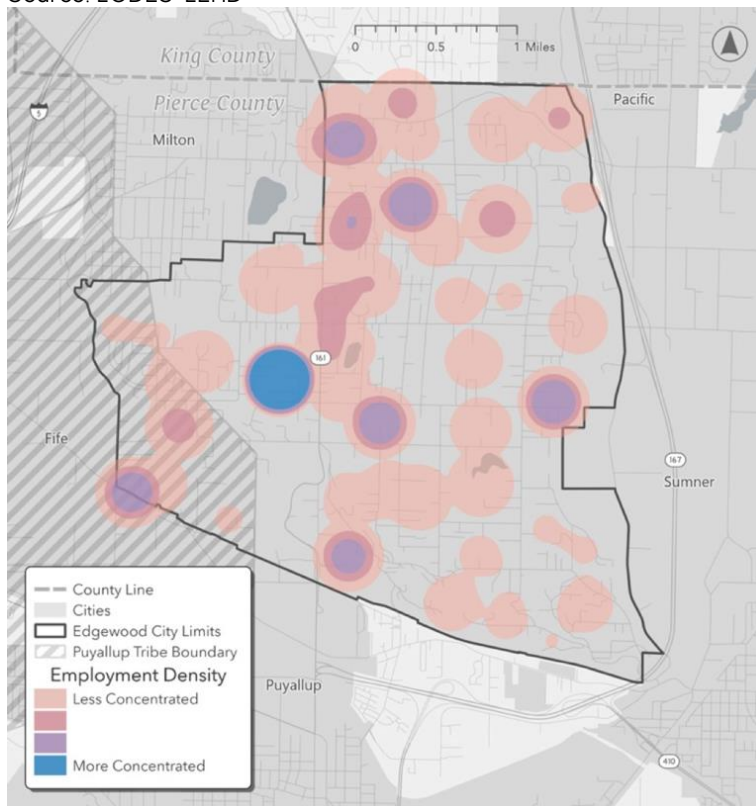 0 0.5 1 Miles
King County
Pierce County
Pacific
5
Milton
161
Fife
167
Sumner
County Line
Cities
Edgewood City Limits
Puyallup Tribe Boundary
Employment Density
Less Concentrated
More Concentrated
Puyallup
410